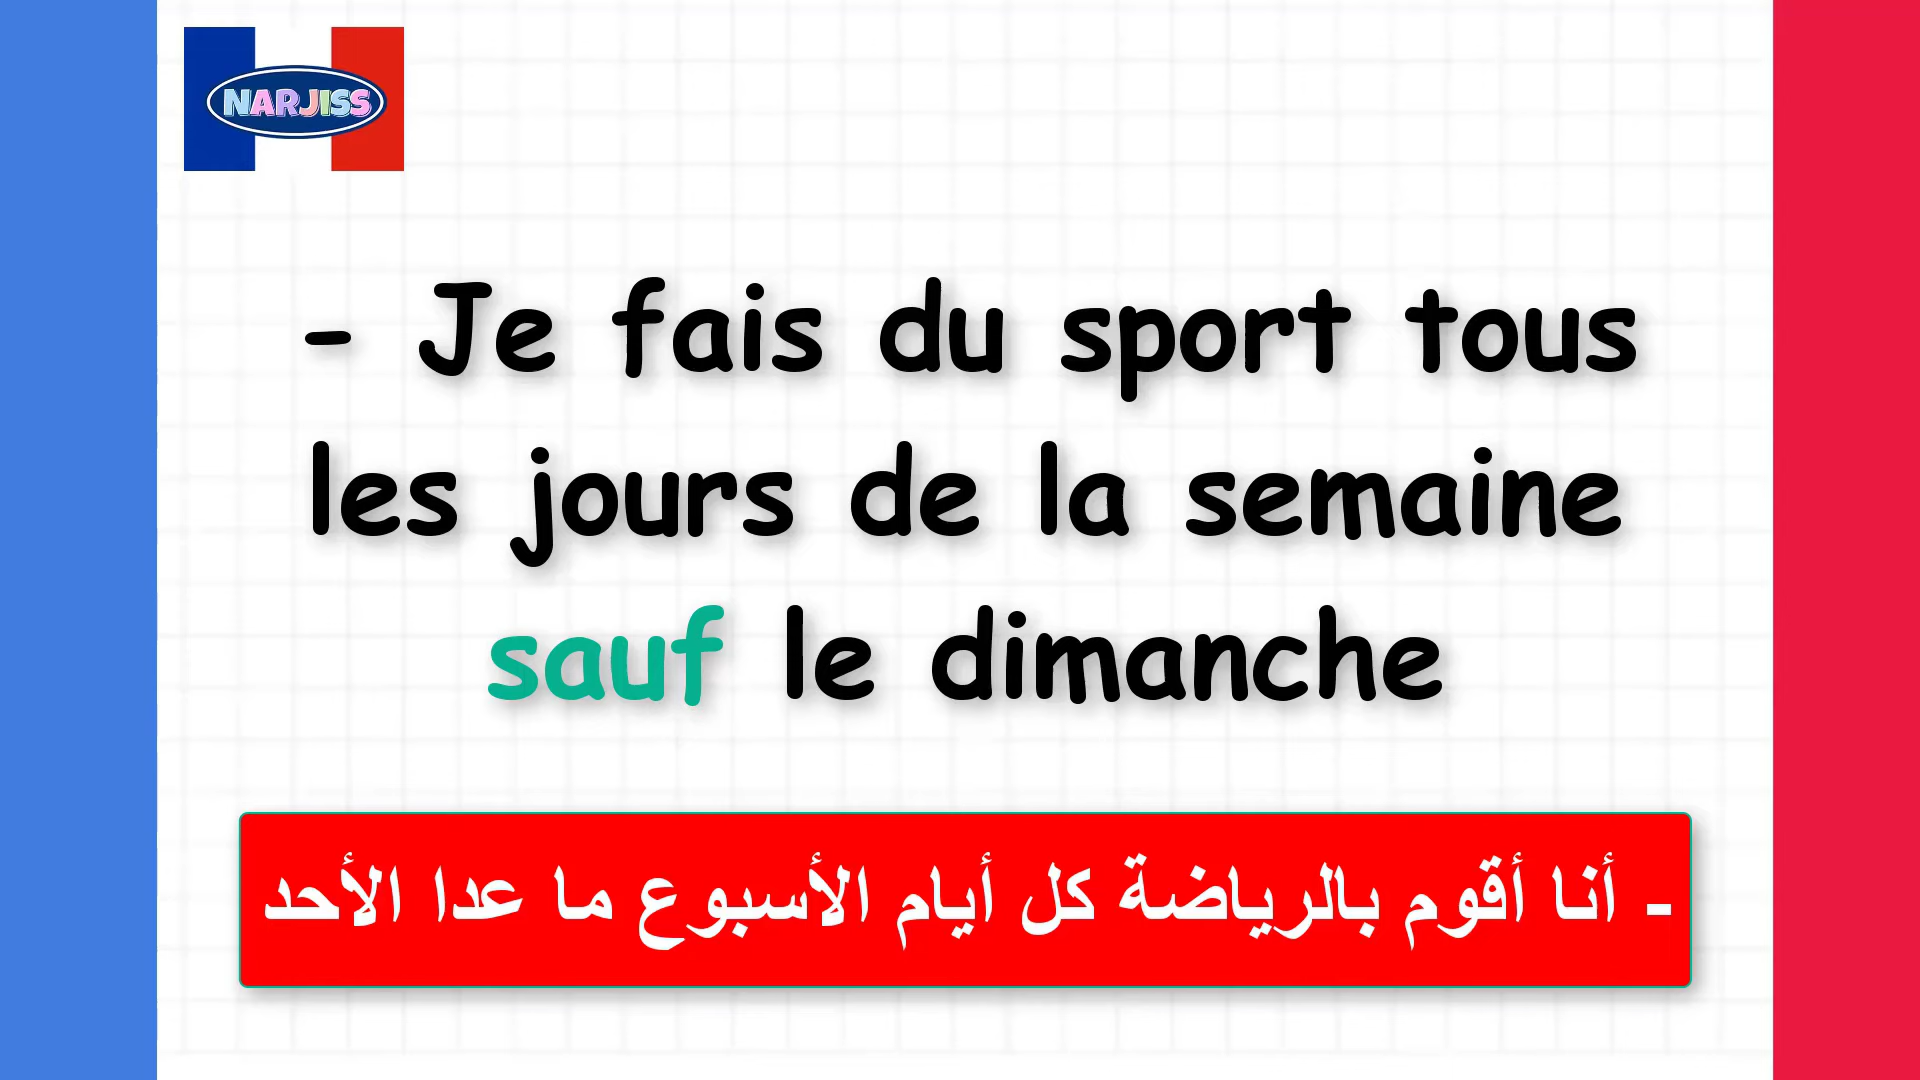 NARJISS
- Je fais du sport tous
les jours de la semaine
sauf le dimanche
- أنا أقوم بالرياضة كل أيام الأسبوع ما عدا الأحد